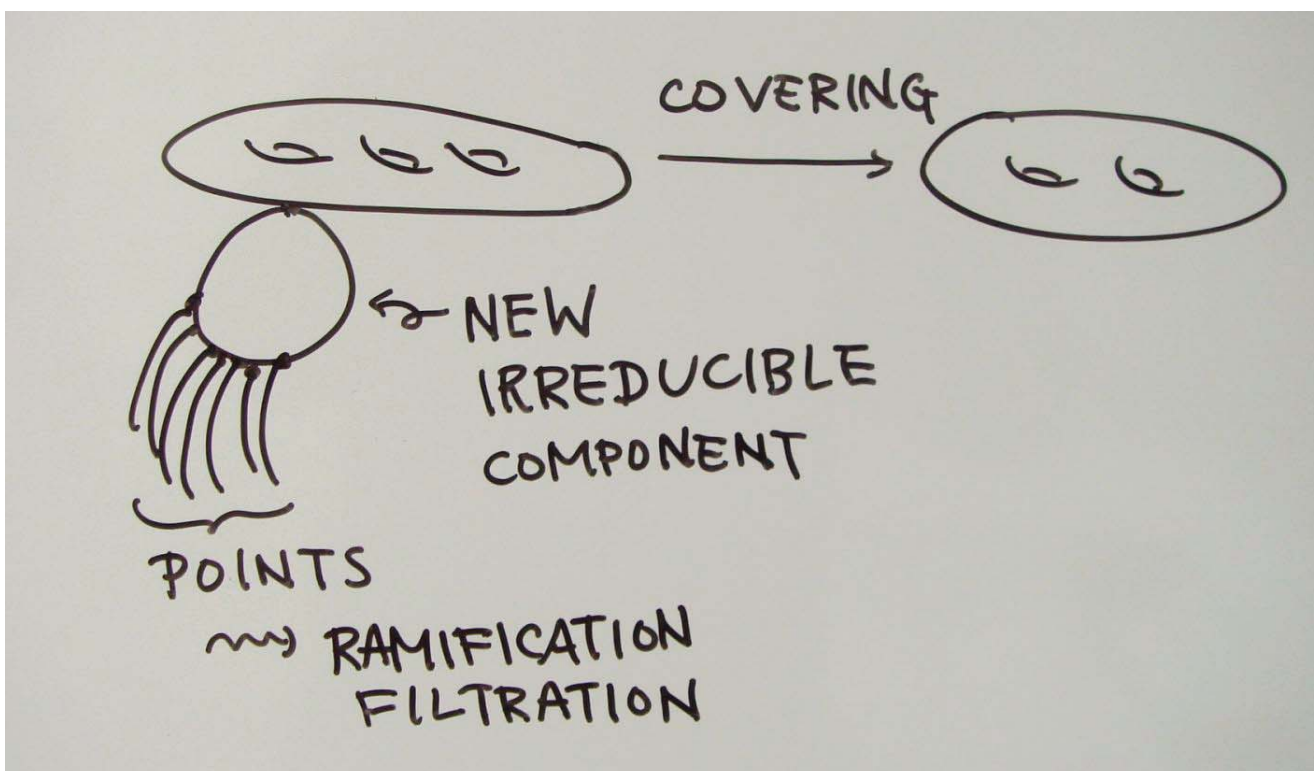 COVERING
NEW
IRREDUCIBLE
COMPONENT
POINTS
RAMIFICATION
FILTRATION